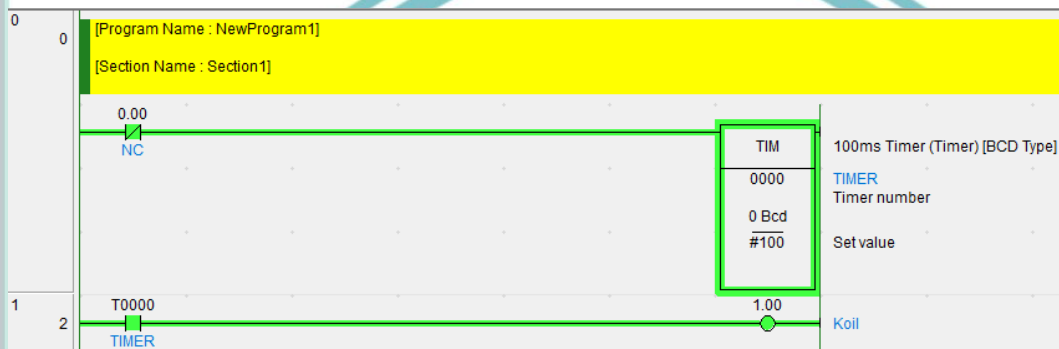 0
0
[Program Name : NewProgram1]
[Section Name : Section1]
0.00
NC
TIM
100ms Timer (Timer) [BCD Type]
0000
TIMER
Timer number
0 Bcd
#100
Set value
1
2
T0000
TIMER
1.00
Koil